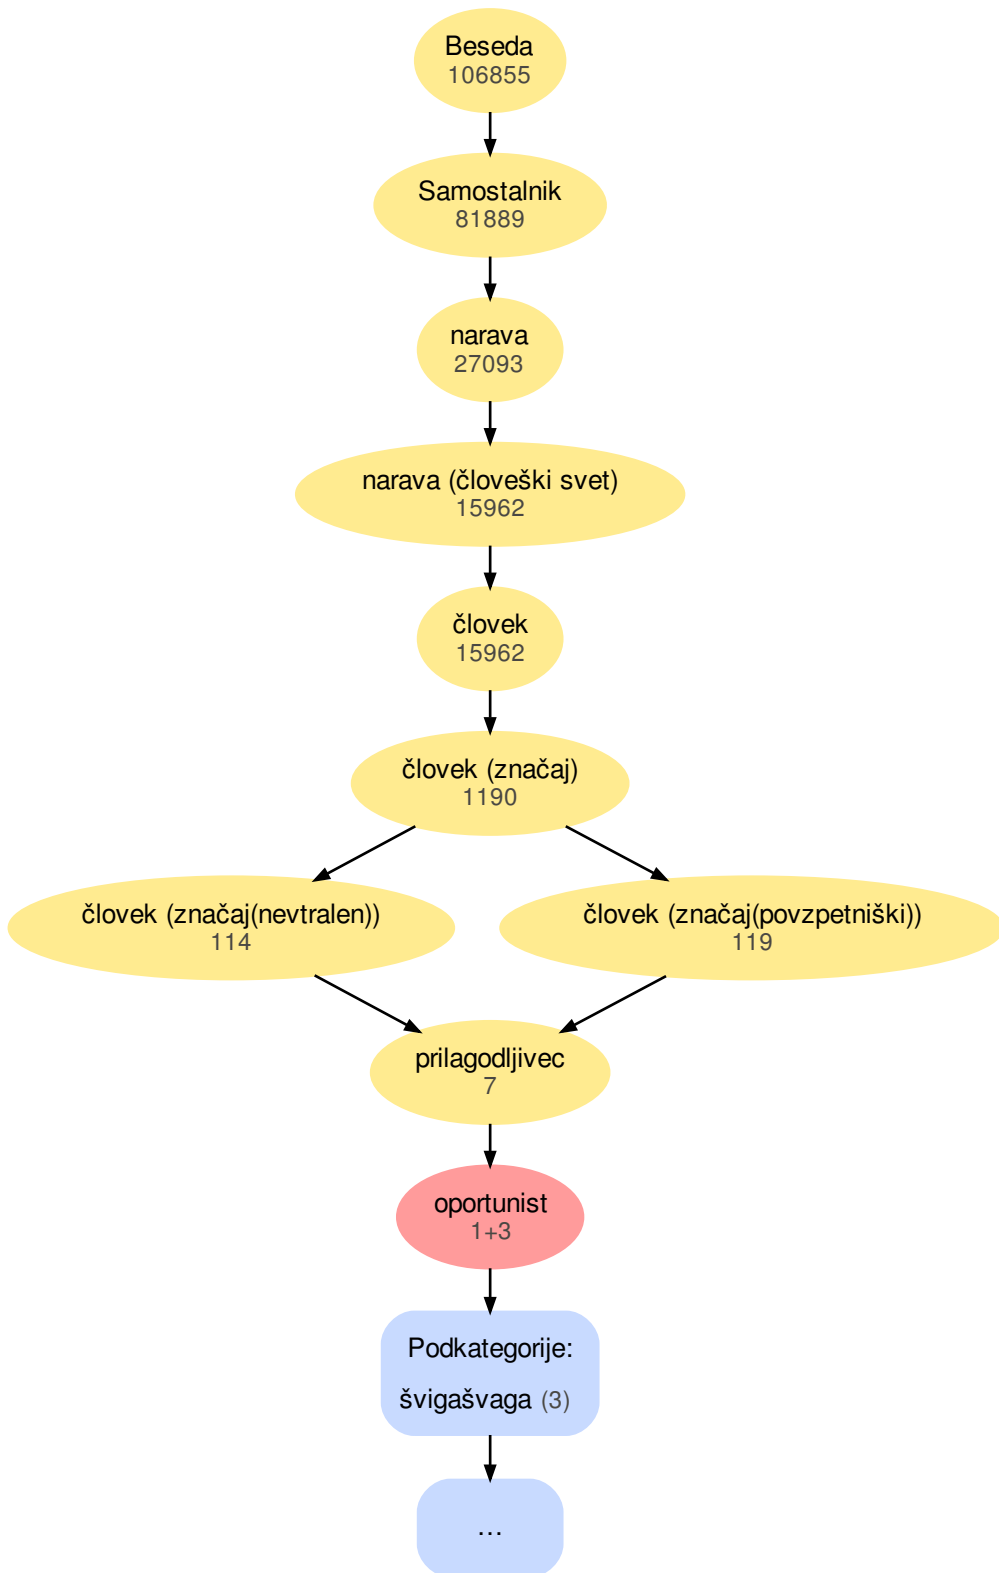 Beseda
106855
Samostalnik
81889
narava
27093
narava (človeški svet)
15962
človek
15962
človek (značaj)
1190
človek (značaj(nevtralen))
114
človek (značaj(povzpetniški))
119
prilagodljivec
7
oportunist
1+3
Podkategorije:
švigašvaga (3)
...